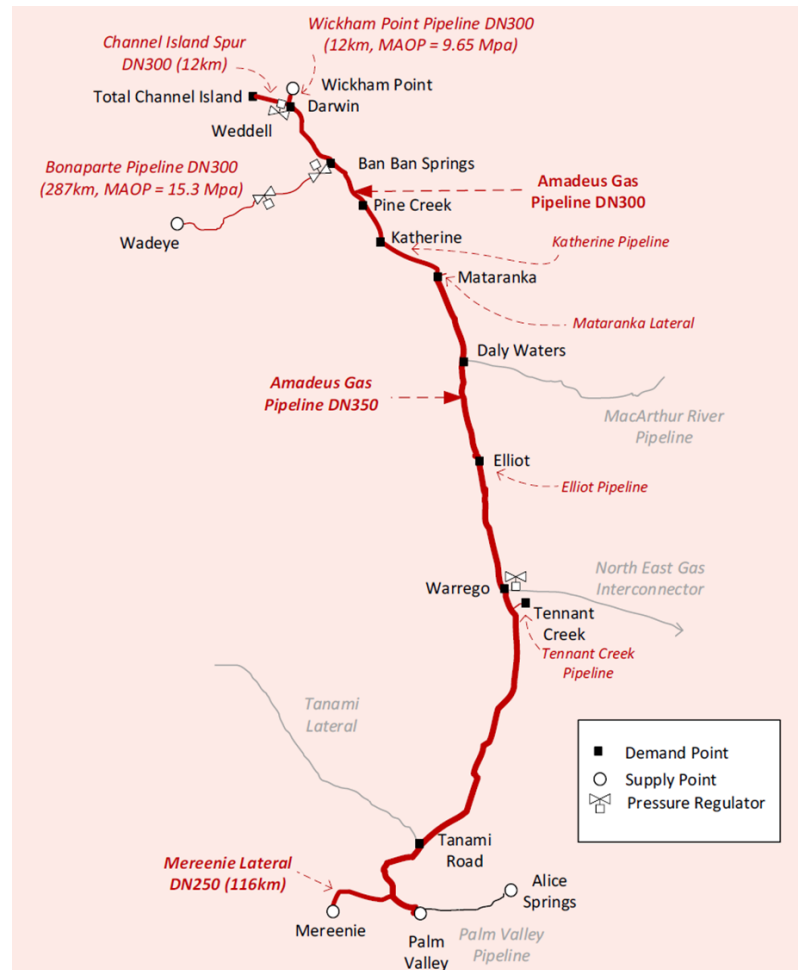 Wickham Point Pipeline DN300
(12km, MAOP = 9.65 Mpa)
Channel Island Spur
DN300 (12km)
Wickham Point
Total Channel Island
Darwin
Weddell
Ban Ban Springs
Bonaparte Pipeline DN300
(287km, MAOP = 15.3 Mpa)
Amadeus Gas
Pipeline DN300
Pine Creek
Wadeye
Katherine
Katherine Pipeline
Mataranka
Mataranka Lateral
Daly Waters
Amadeus Gas
Pipeline DN350
MacArthur River
Pipeline
Elliot
Elliot Pipeline
North East Gas
Interconnector
Warrego
Tennant
Creek
Tennant Creek
Pipeline
Tanami
Lateral
Demand Point
Supply Point
Pressure Regulator
Tanami
Road
Mereenie Lateral
DN250 (116km)
Alice
Springs
Mereenie
Palm
Valley
Palm Valley
Pipeline